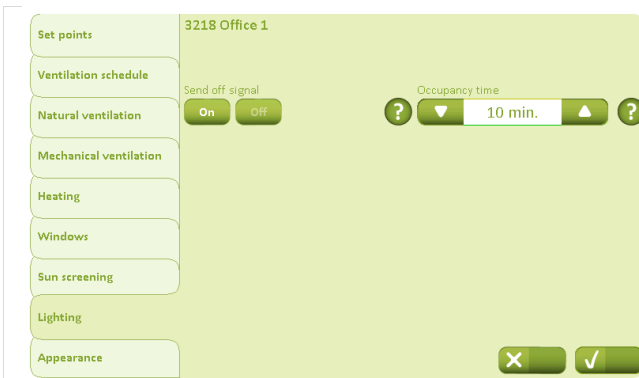 3218 Office 1
Set points
Ventilation schedule
Natural ventilation
Mechanical ventilation
Heating
Windows
Sun screening
Lighting
Appearance
Send off signal
On Off
Occupancy time
? 10 min. ?